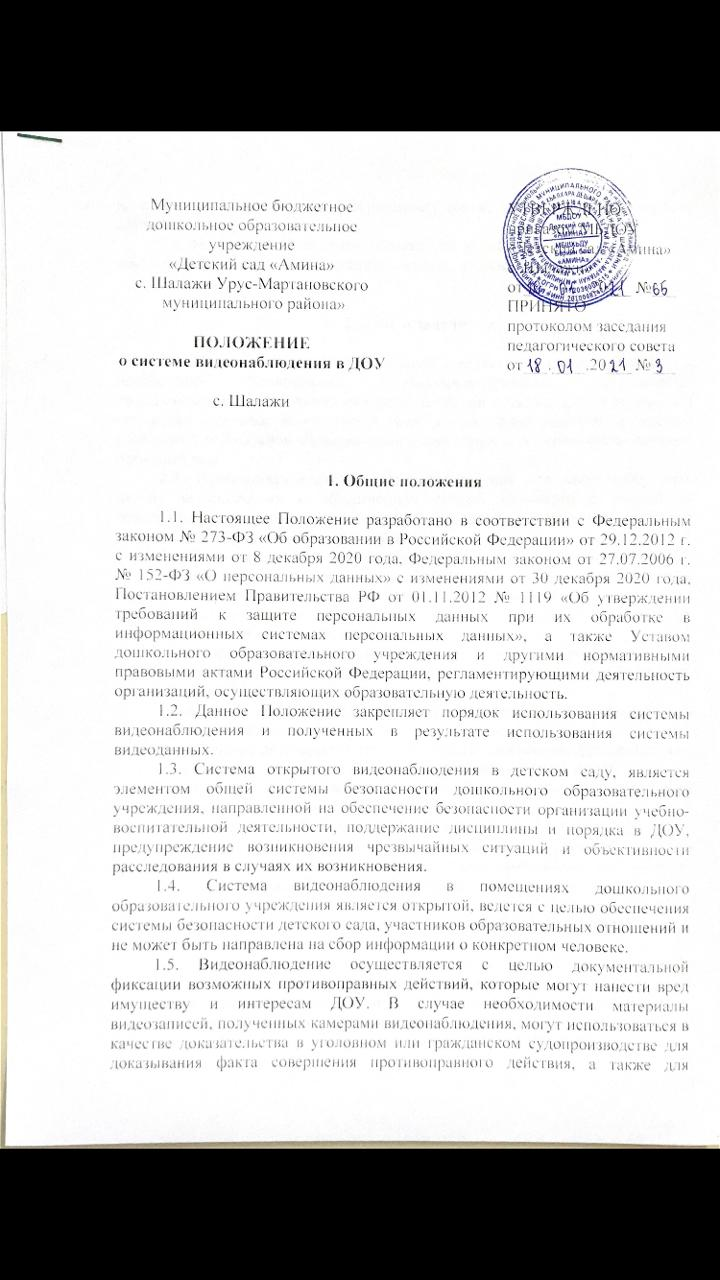 Муниципальное бюджетное
дошкольное образовательное
учреждение
«Детский сад «Амина»
с. Шалажи Урус-Мартановского
муниципального района»
ПОЛОЖЕНИЕ
о системе видеонаблюдения в ДОУ
с. Шалажи
МБДОУ
Детский сад
«АМИНА»
«АМИНА»
от № 66
ПРИНЯТО
протоколом заседания
педагогического совета
от 18 . 01 .2021 № 3
1. Общие положения
1.1. Настоящее Положение разработано в соответствии с Федеральным
законом № 273-ФЗ «Об образовании в Российской Федерации» от 29.12.2012 г.
с изменениями от 8 декабря 2020 года, Федеральным законом от 27.07.2006 г.
№ 152-ФЗ «О персональных данных» с изменениями от 30 декабря 2020 года,
Постановлением Правительства РФ от 01.11.2012 № 1119 «Об утверждении
требований к защите персональных данных при их обработке в
информационных системах персональных данных», а также Уставом
дошкольного образовательного учреждения и другими нормативными
правовыми актами Российской Федерации, регламентирующими деятельность
организаций, осуществляющих образовательную деятельность.
1.2. Данное Положение закрепляет порядок использования системы
видеонаблюдения и полученных в результате использования системы
видеоданных.
1.3. Система открытого видеонаблюдения в детском саду, является
элементом общей системы безопасности дошкольного образовательного
учреждения, направленной на обеспечение безопасности организации учебно-
воспитательной деятельности, поддержание дисциплины и порядка в ДОУ,
предупреждение возникновения чрезвычайных ситуаций и объективности
расследования в случаях их возникновения.
1.4. Система видеонаблюдения в помещениях дошкольного
образовательного учреждения является открытой, ведется с целью обеспечения
системы безопасности детского сада, участников образовательных отношений и
не может быть направлена на сбор информации о конкретном человеке.
1.5. Видеонаблюдение осуществляется с целью документальной
фиксации возможных противоправных действий, которые могут нанести вред
имуществу и интересам ДОУ. В случае необходимости материалы
видеозаписей, полученных камерами видеонаблюдения, могут использоваться в
качестве доказательства в уголовном или гражданском судопроизводстве для
доказывания факта совершения противоправного действия, а также для